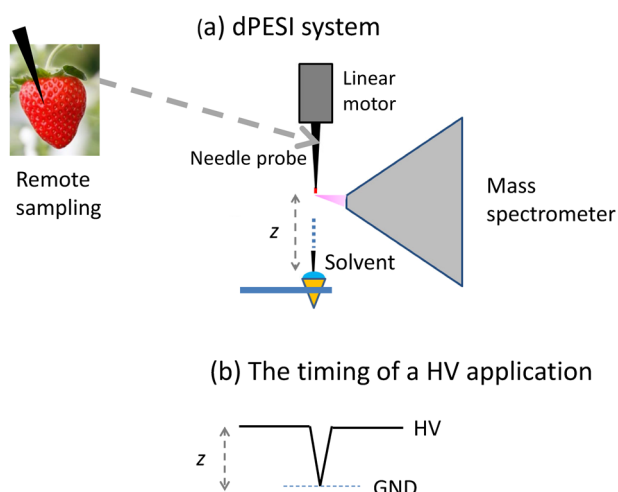 (a) dPESI system
Linear
motor
Needle probe
Remote
sampling
Mass
spectrometer
z
Solvent
(b) The timing of a HV application
HV
z
GND